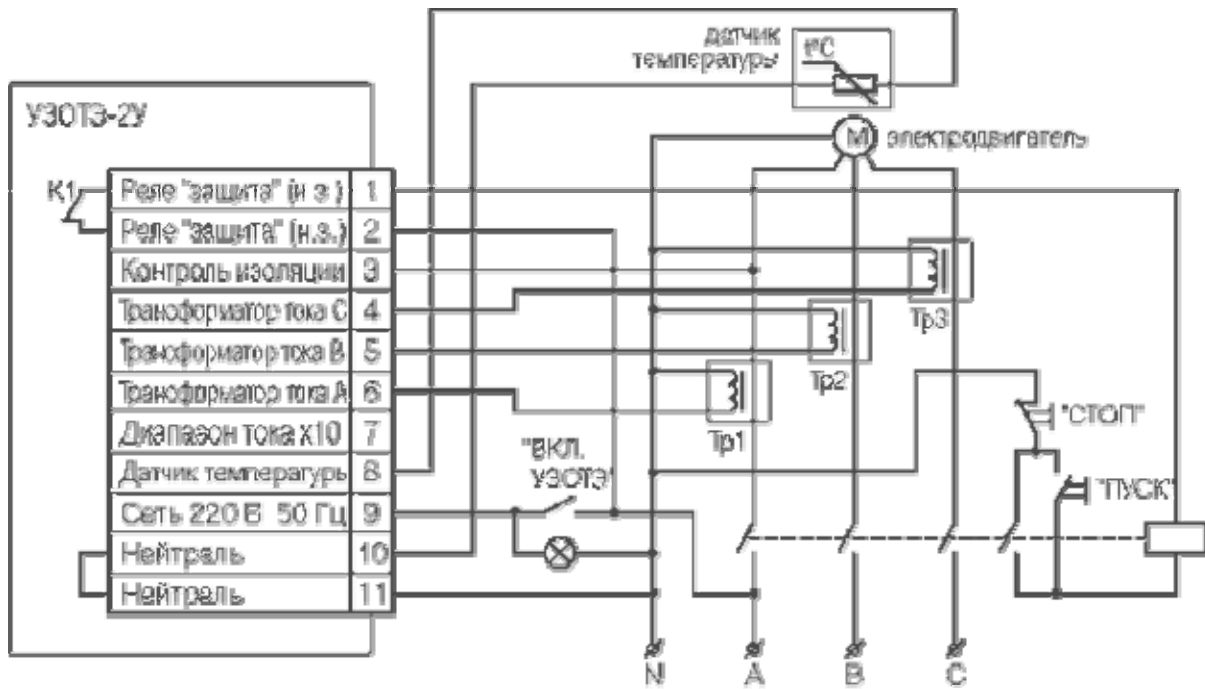 датчик
температуры
t°C
УЗОТЭ-2У
М
электродвигатель
К1
Реле "защита" (н.з.) 1
Реле "защита" (н.з.) 2
Контроль изоляции 3
Трансформатор тока С 4
Трансформатор тока В 5
Трансформатор тока А 6
Диапазон тока х10 7
Датчик температуры 8
Сеть 220 В 50 Гц 9
Нейтраль 10
Нейтраль 11
Тр3
Тр2
Тр1
"ВКЛ.
УЗОТЭ"
"СТОП"
"ПУСК"
N
A
B
C